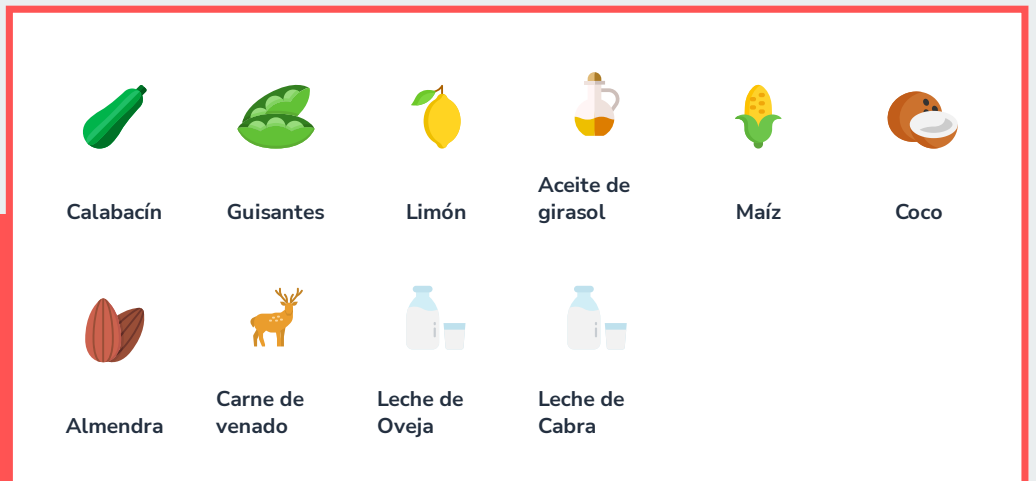 Calabacín
Guisantes
Limón
Aceite de
girasol
Maíz
Coco
Almendra
Carne de
venado
Leche de
Oveja
Leche de
Cabra